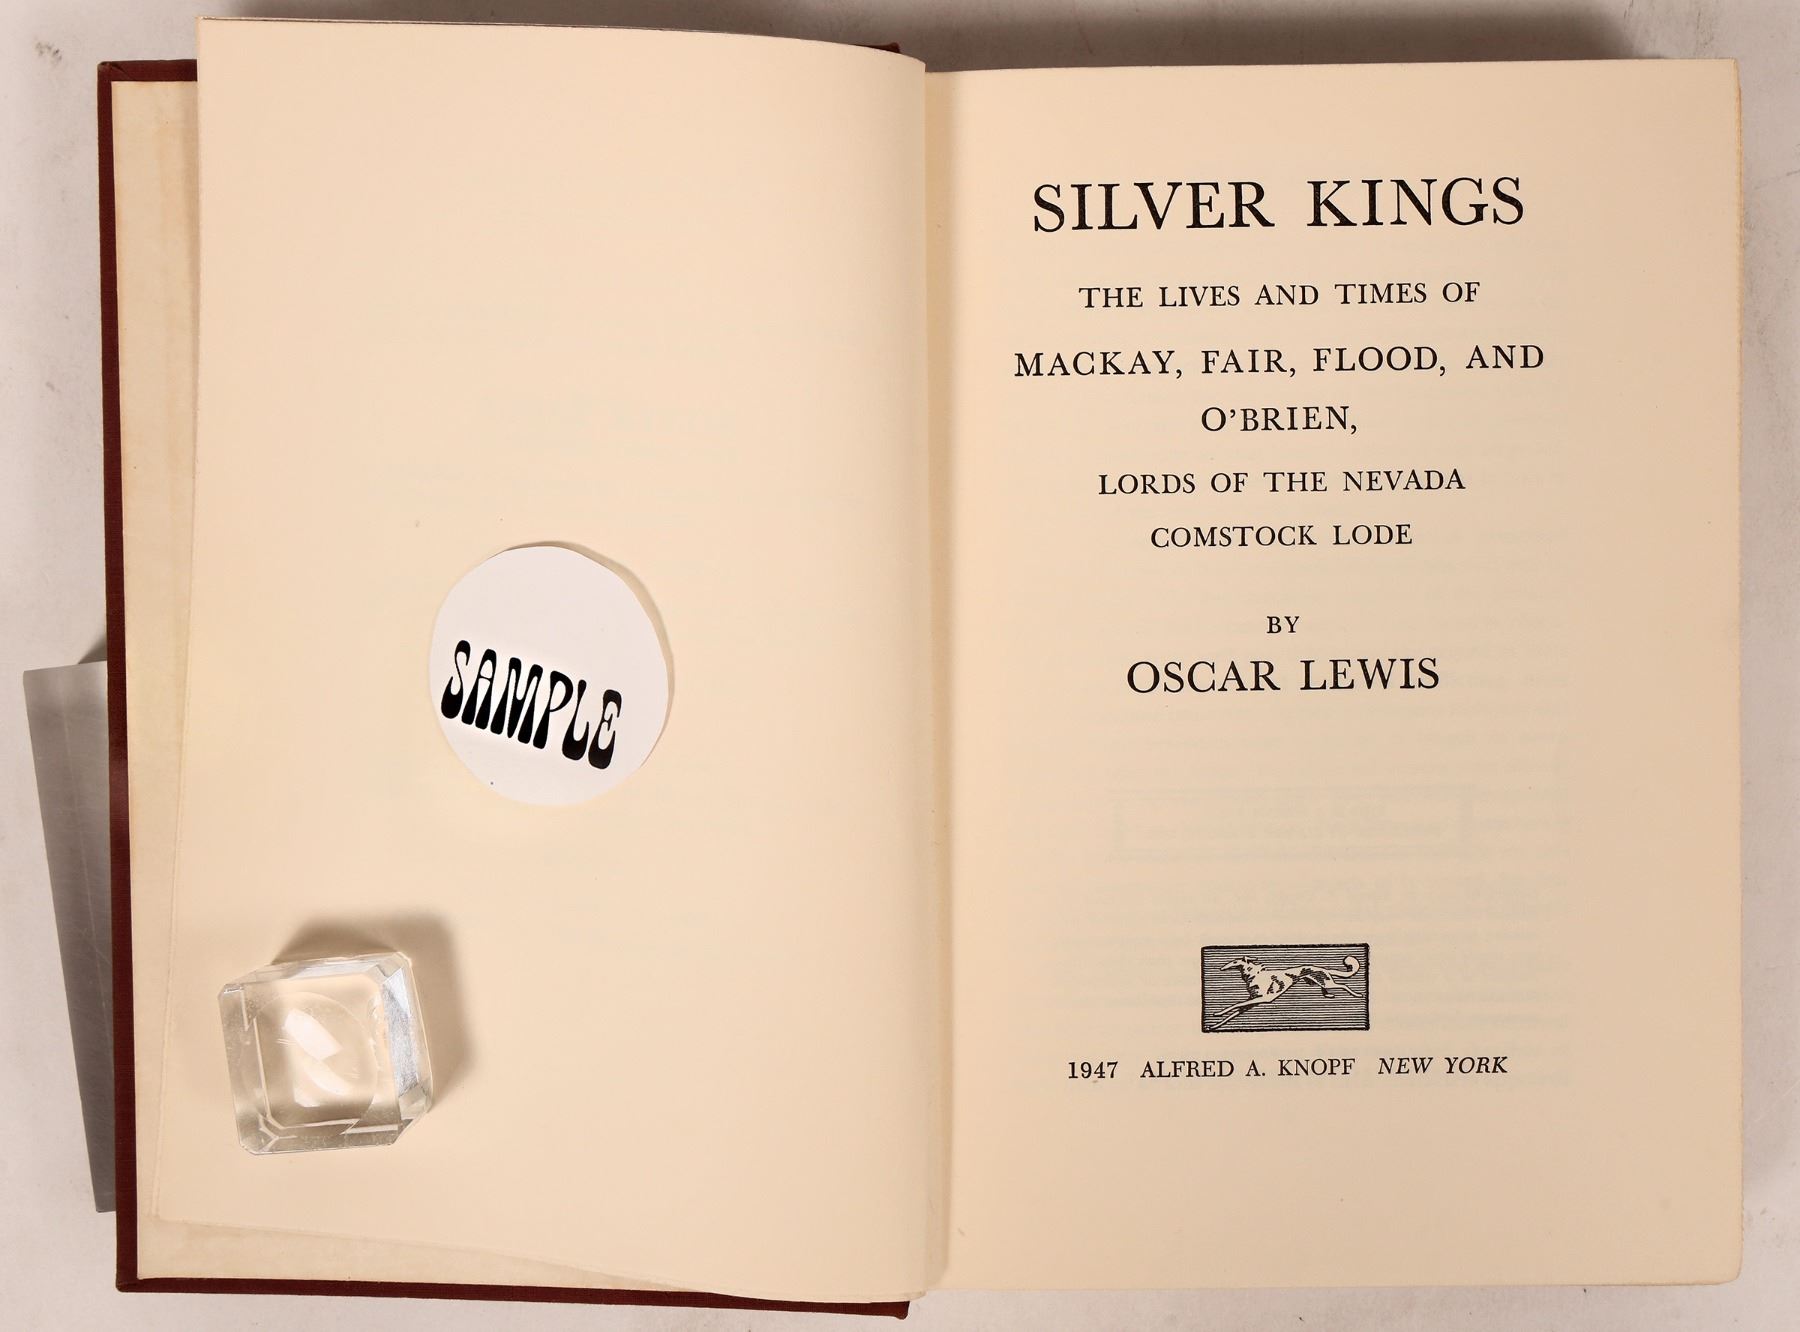 SAMPLE
SILVER KINGS
THE LIVES AND TIMES OF
MACKAY, FAIR, FLOOD, AND
O'BRIEN,
LORDS OF THE NEVADA
COMSTOCK LODE
BY
OSCAR LEWIS
1947 ALFRED A. KNOPF NEW YORK